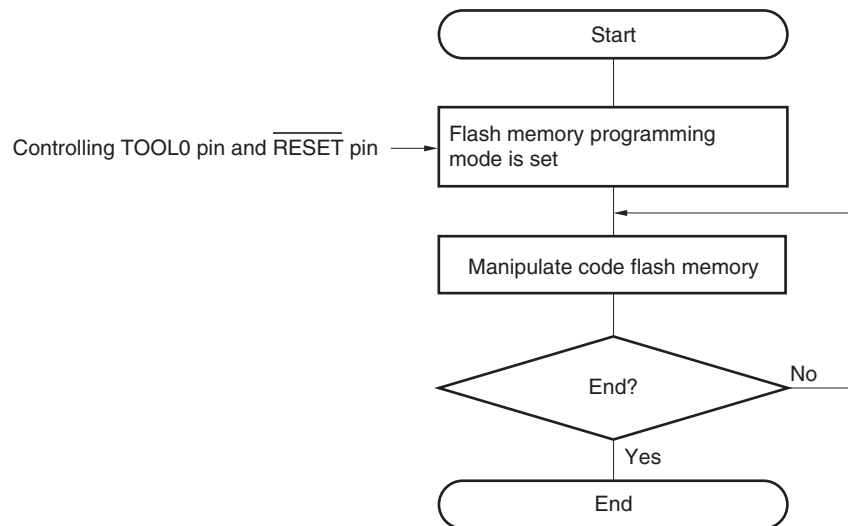 Start
Controlling TOOL0 pin and RESET pin
Flash memory programming
mode is set
Manipulate code flash memory
End?
No
Yes
End